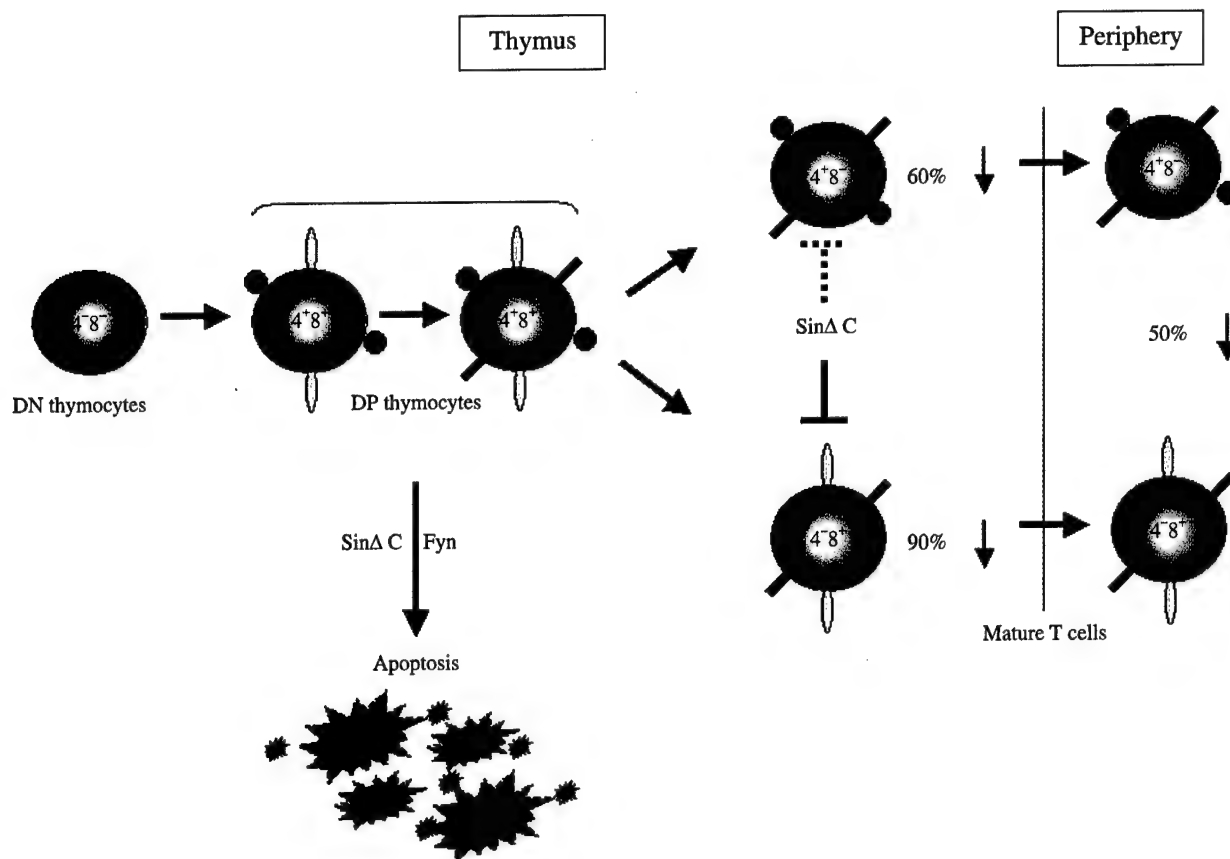 Thymus
Periphery
4⁺8⁻
60%
4⁺8⁻
4⁻8⁻
4⁺8⁺
4⁺8⁺
SinΔ C
50%
DN thymocytes
DP thymocytes
SinΔ C
Fyn
4⁻8⁺
90%
4⁻8⁺
Mature T cells
Apoptosis